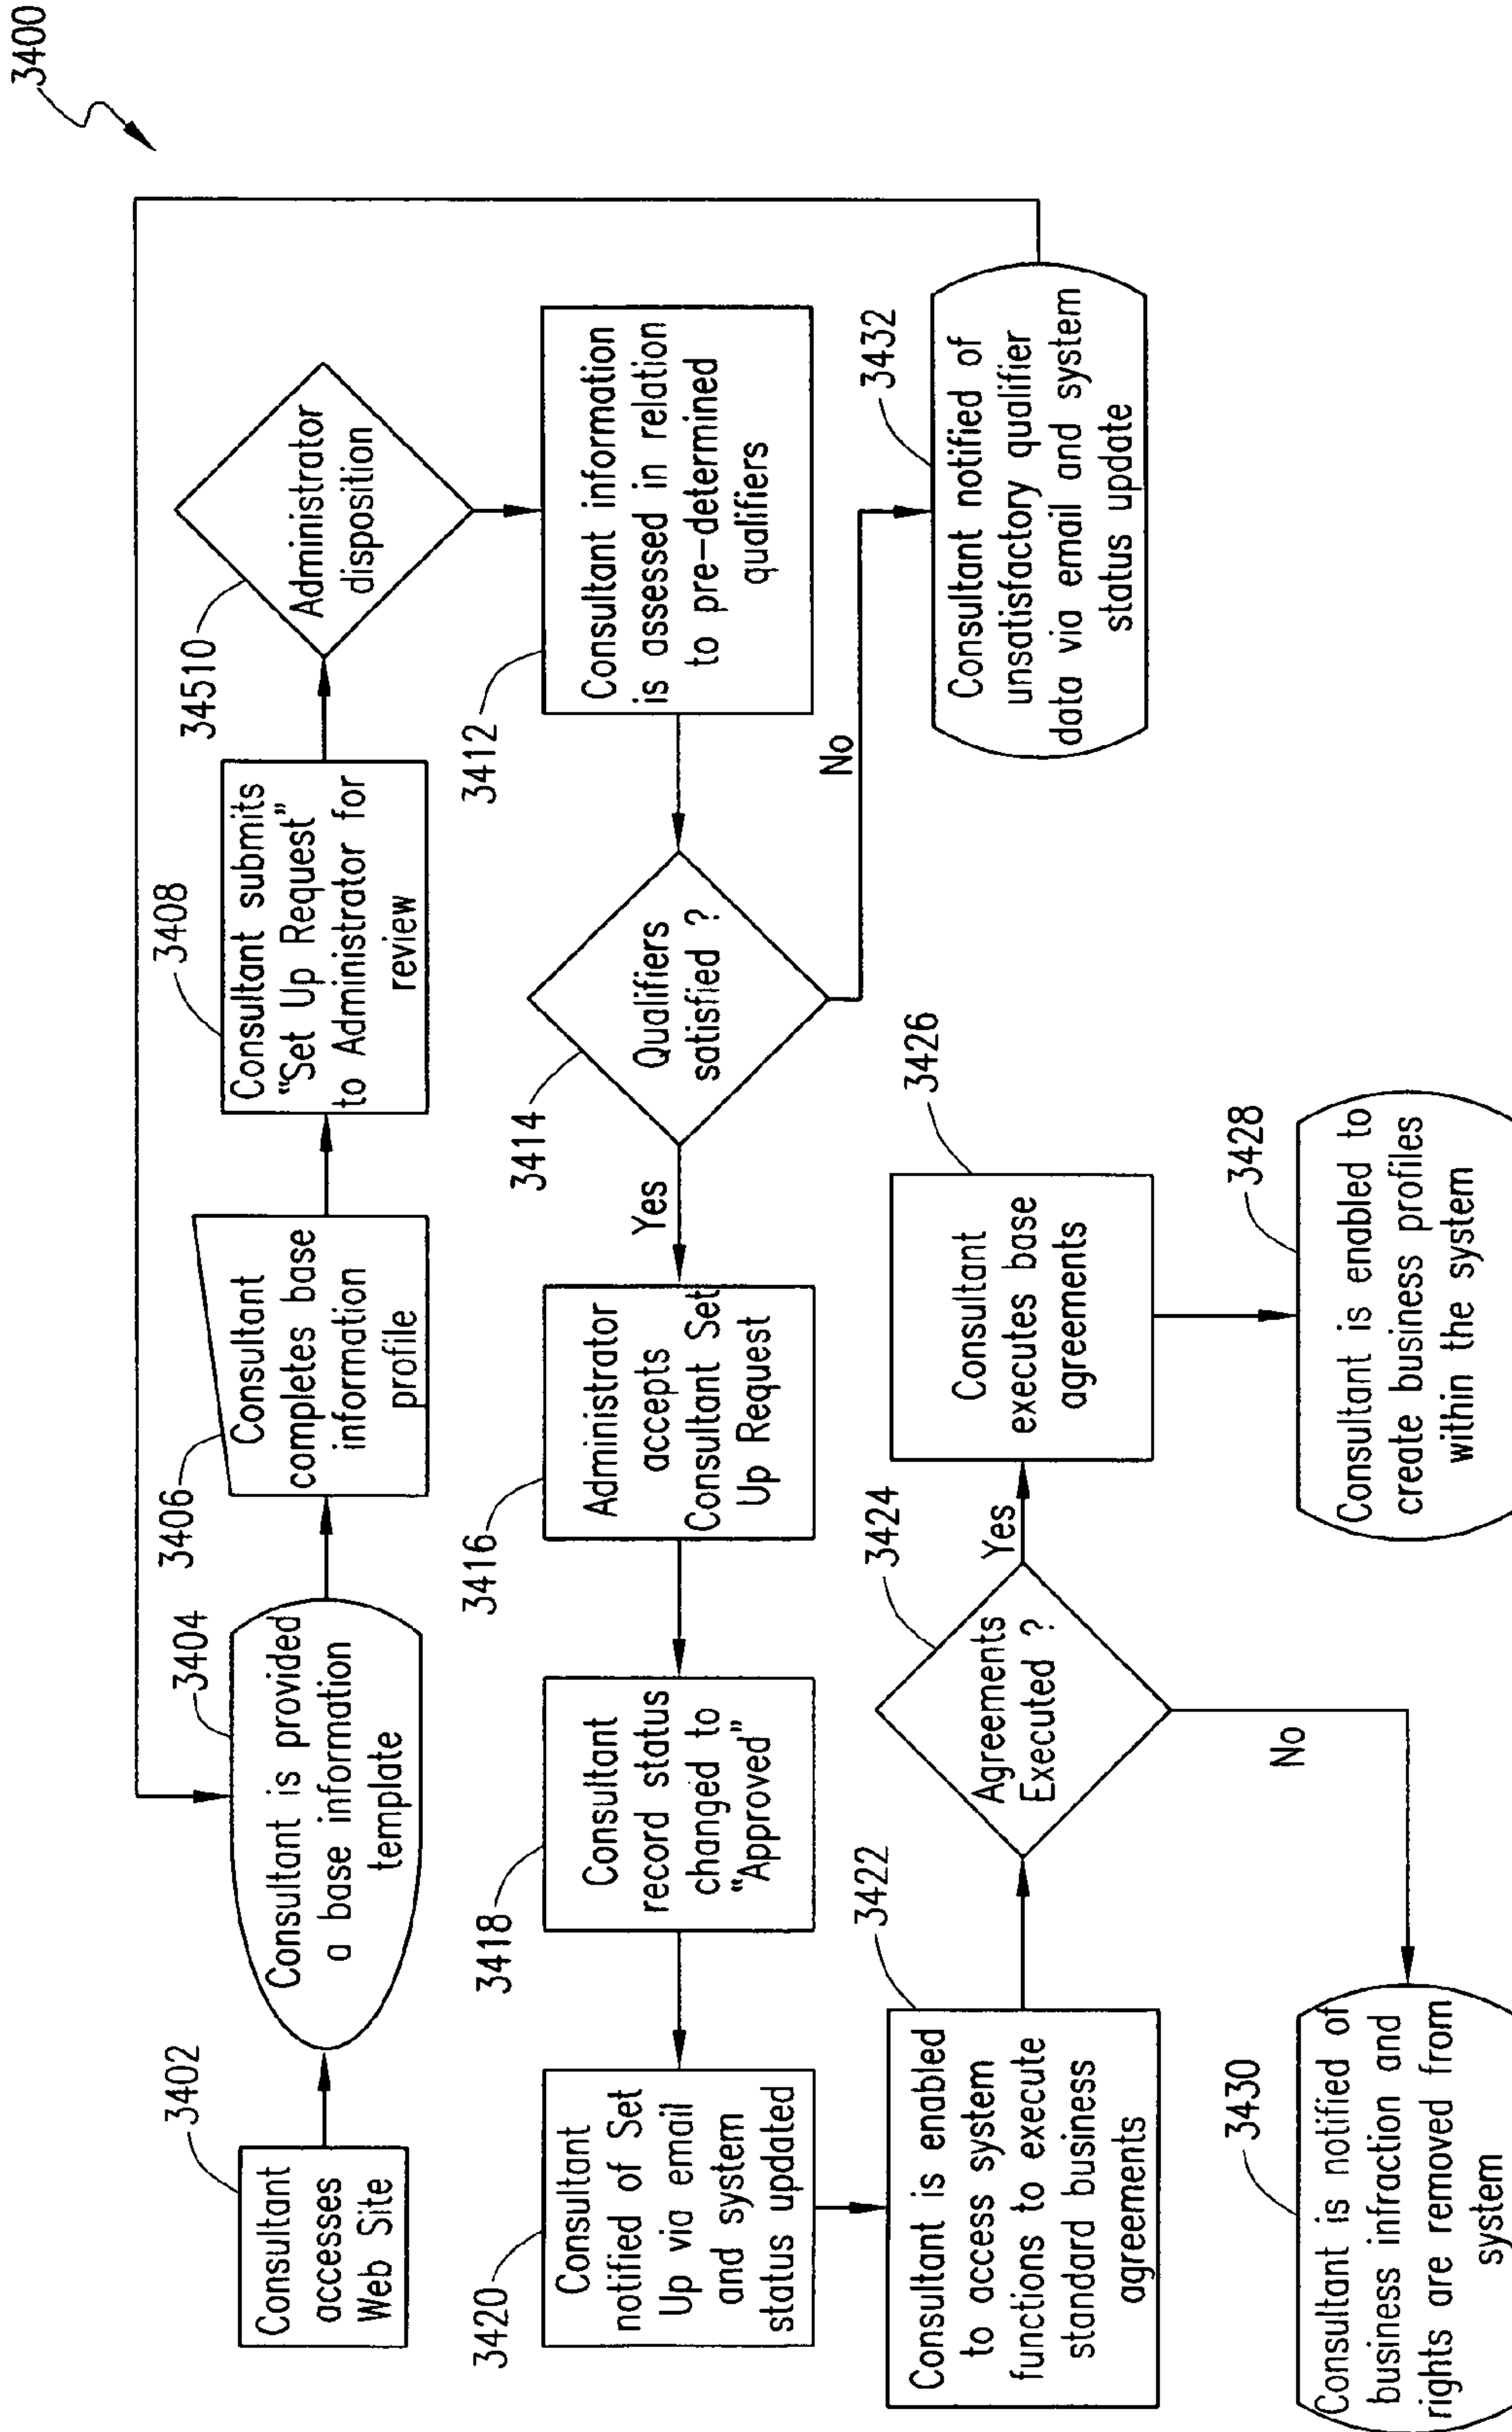 3400
3402
Consultant
accesses
Web Site
3404
Consultant is provided
a base information
template
3406
Consultant
completes base
information
profile
3408
Consultant submits
“Set Up Request”
to Administrator for
review
34510
Administrator
disposition
3412
Consultant information
is assessed in relation
to pre-determined
qualifiers
3414
Qualifiers
satisfied ?
Yes
No
3416
Administrator
accepts
Consultant Set
Up Request
3418
Consultant
record status
changed to
“Approved”
3420
Consultant
notified of Set
Up via email
and system
status updated
3422
Consultant is enabled
to access system
functions to execute
standard business
agreements
3424
Agreements
Executed ?
Yes
No
3426
Consultant
executes base
agreements
3428
Consultant is enabled to
create business profiles
within the system
3430
Consultant is notified of
business infraction and
rights are removed from
system
3432
Consultant notified of
unsatisfactory qualifier
data via email and system
status update